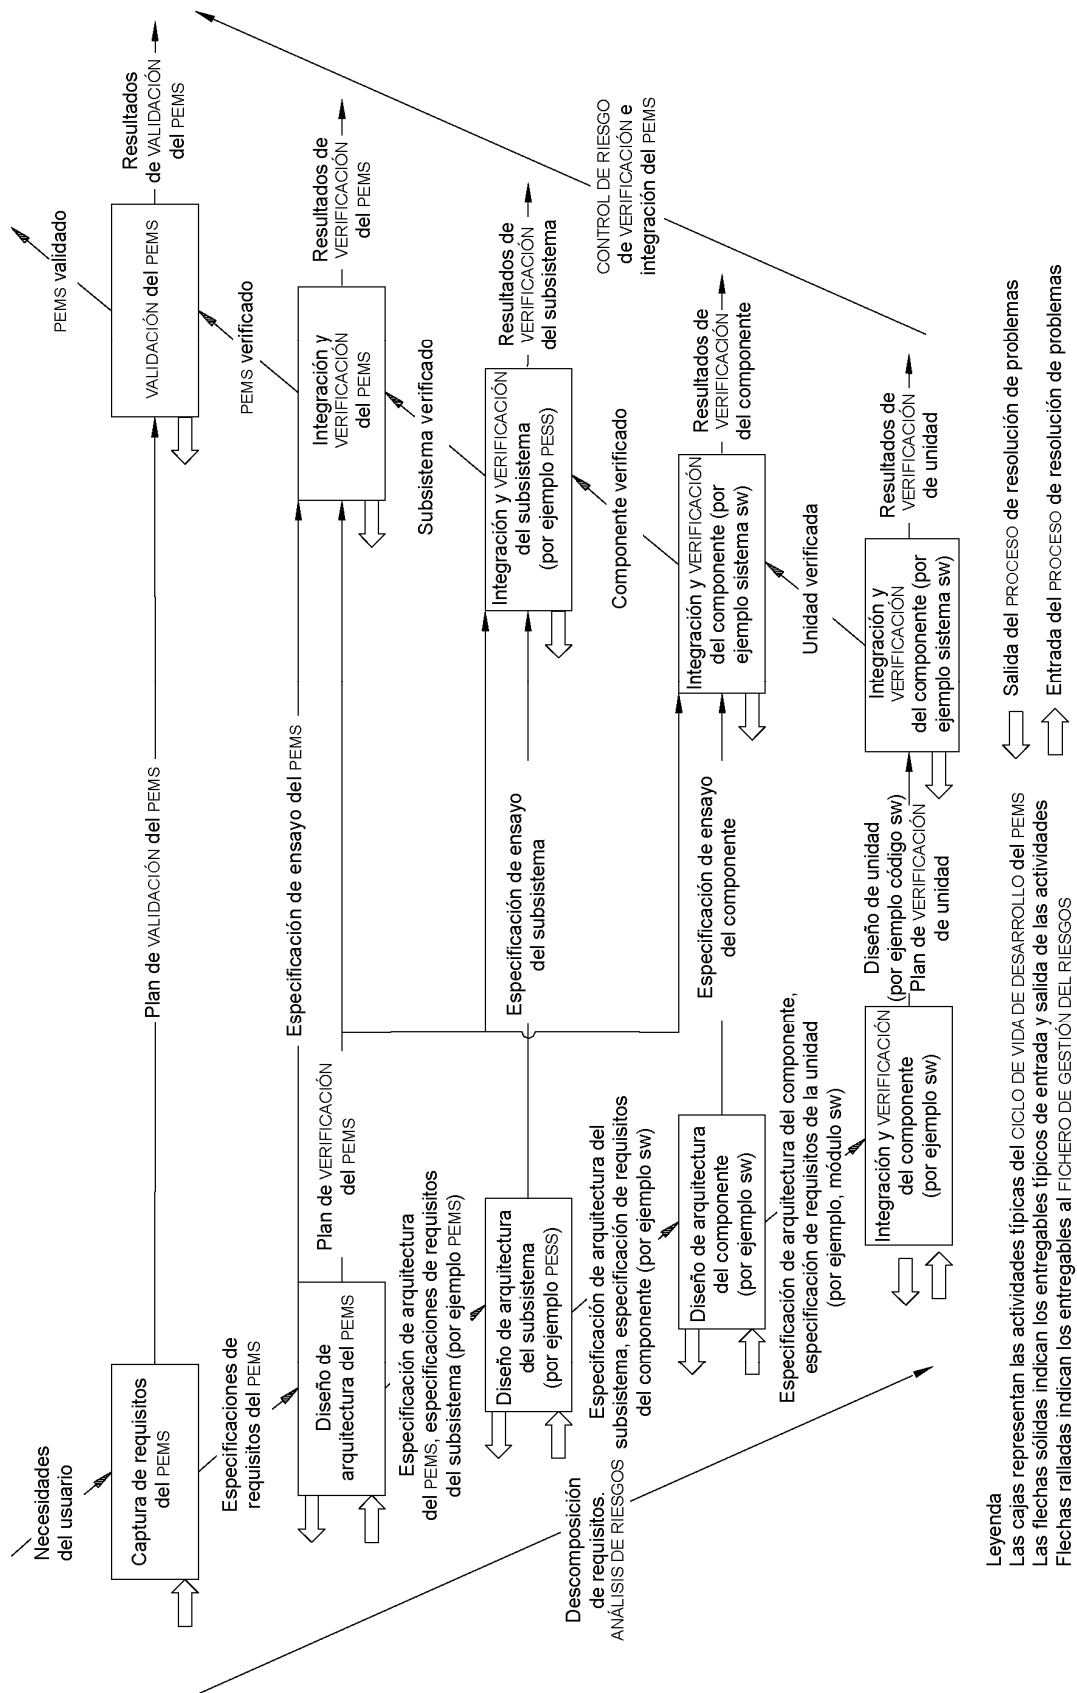 Necesidades
del usuario
Captura de requisitos
del PEMS
Plan de VALIDACIÓN del PEMS
VALIDACIÓN del PEMS
PEMS validado
Resultados
de VALIDACIÓN
del PEMS
Especificaciones de
requisitos del PEMS
Diseño de
arquitectura del PEMS
Especificación de ensayo del PEMS
Plan de VERIFICACIÓN
del PEMS
Integración y
VERIFICACIÓN
del PEMS
PEMS verificado
Resultados de
VERIFICACIÓN
del PEMS
Especificación de arquitectura
del PEMS, especificaciones de requisitos
del subsistema (por ejemplo PEMS)
Diseño de arquitectura
del subsistema
(por ejemplo PESS)
Especificación de ensayo
del subsistema
Integración y VERIFICACIÓN
del subsistema
(por ejemplo PESS)
Subsistema verificado
Resultados de
VERIFICACIÓN
del subsistema
Especificación de arquitectura del
subsistema, especificación de requisitos
del componente (por ejemplo sw)
Diseño de arquitectura
del componente
(por ejemplo sw)
Especificación de ensayo
del componente
Integración y VERIFICACIÓN
del componente (por
ejemplo sistema sw)
Componente verificado
Resultados de
VERIFICACIÓN
del componente
Especificación de arquitectura del componente,
especificación de requisitos de la unidad
(por ejemplo, módulo sw)
Integración y VERIFICACIÓN
del componente
(por ejemplo sw)
Diseño de unidad
(por ejemplo código sw)
Plan de VERIFICACIÓN
de unidad
Integración y
VERIFICACIÓN
del componente (por
ejemplo sistema sw)
Unidad verificada
Resultados de
VERIFICACIÓN
de unidad
Descomposición
de requisitos.
ANÁLISIS DE RIESGOS
CONTROL DE RIESGO
de VERIFICACIÓN e
integración del PEMS
Leyenda
Las cajas representan las actividades típicas del CICLO DE VIDA DE DESARROLLO del PEMS
Las flechas sólidas indican los entregables típicos de entrada y salida de las actividades
Flechas ralladas indican los entregables al FICHERO DE GESTIÓN DEL RIESGOS
Salida del PROCESO de resolución de problemas
Entrada del PROCESO de resolución de problemas